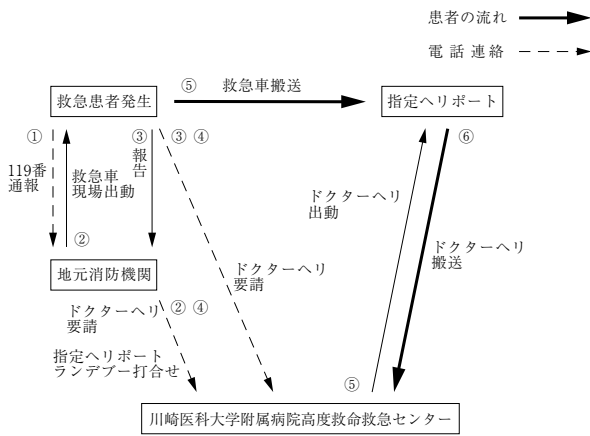 患者の流れ
電話連絡
⑤ 救急車搬送
救急患者発生
指定ヘリポート
①
③
③ ④
⑥
119番
通報
救急車
現場出動
報告
ドクターヘリ
出動
②
ドクターヘリ
搬送
ドクターヘリ
要請
地元消防機関
② ④
ドクターヘリ
要請
指定ヘリポート
ランデブー打合せ
⑤
川崎医科大学附属病院高度救命救急センター